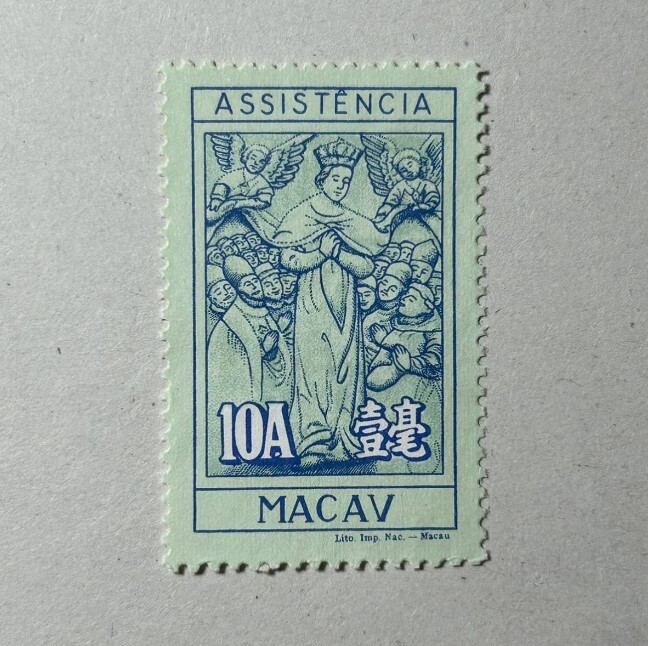 ASSISTÊNCIA
10A 壹毫
MACAV
Lito. Imp. Nac. — Macau